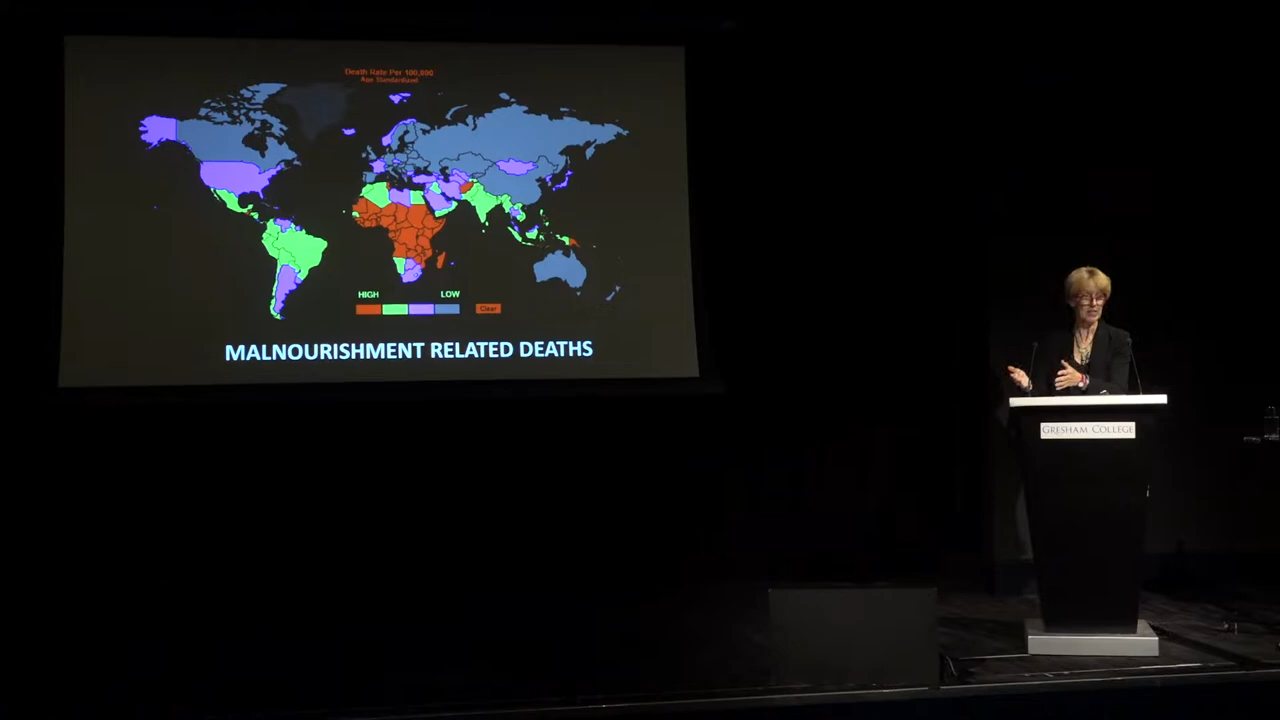 Death Rate Per 100,000
Age Standardized
HIGH LOW
Clear
MALNOURISHMENT RELATED DEATHS
GRESHAM COLLEGE